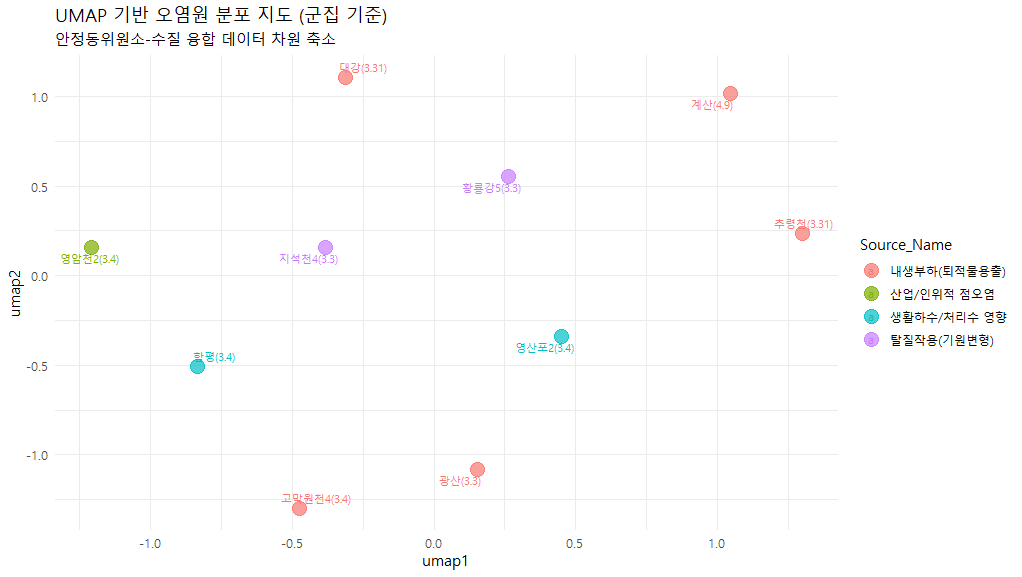 UMAP 기반 오염원 분포 지도 (군집 기준)
안정동위원소-수질 융합 데이터 차원 축소
대강(3.31)
계산(4.9)
황룡강5(3.3)
추령천(3.31)
영암천2(3.4)
지석천4(3.3)
함평(3.4)
영산포2(3.4)
광산(3.3)
고막원천4(3.4)
1.0
0.5
0.0
-0.5
-1.0
umap2
-1.0
-0.5
0.0
0.5
1.0
umap1
Source_Name
a 내생부하(퇴적물용출)
a 산업/인위적 점오염
a 생활하수/처리수 영향
a 탈질작용(기원변형)